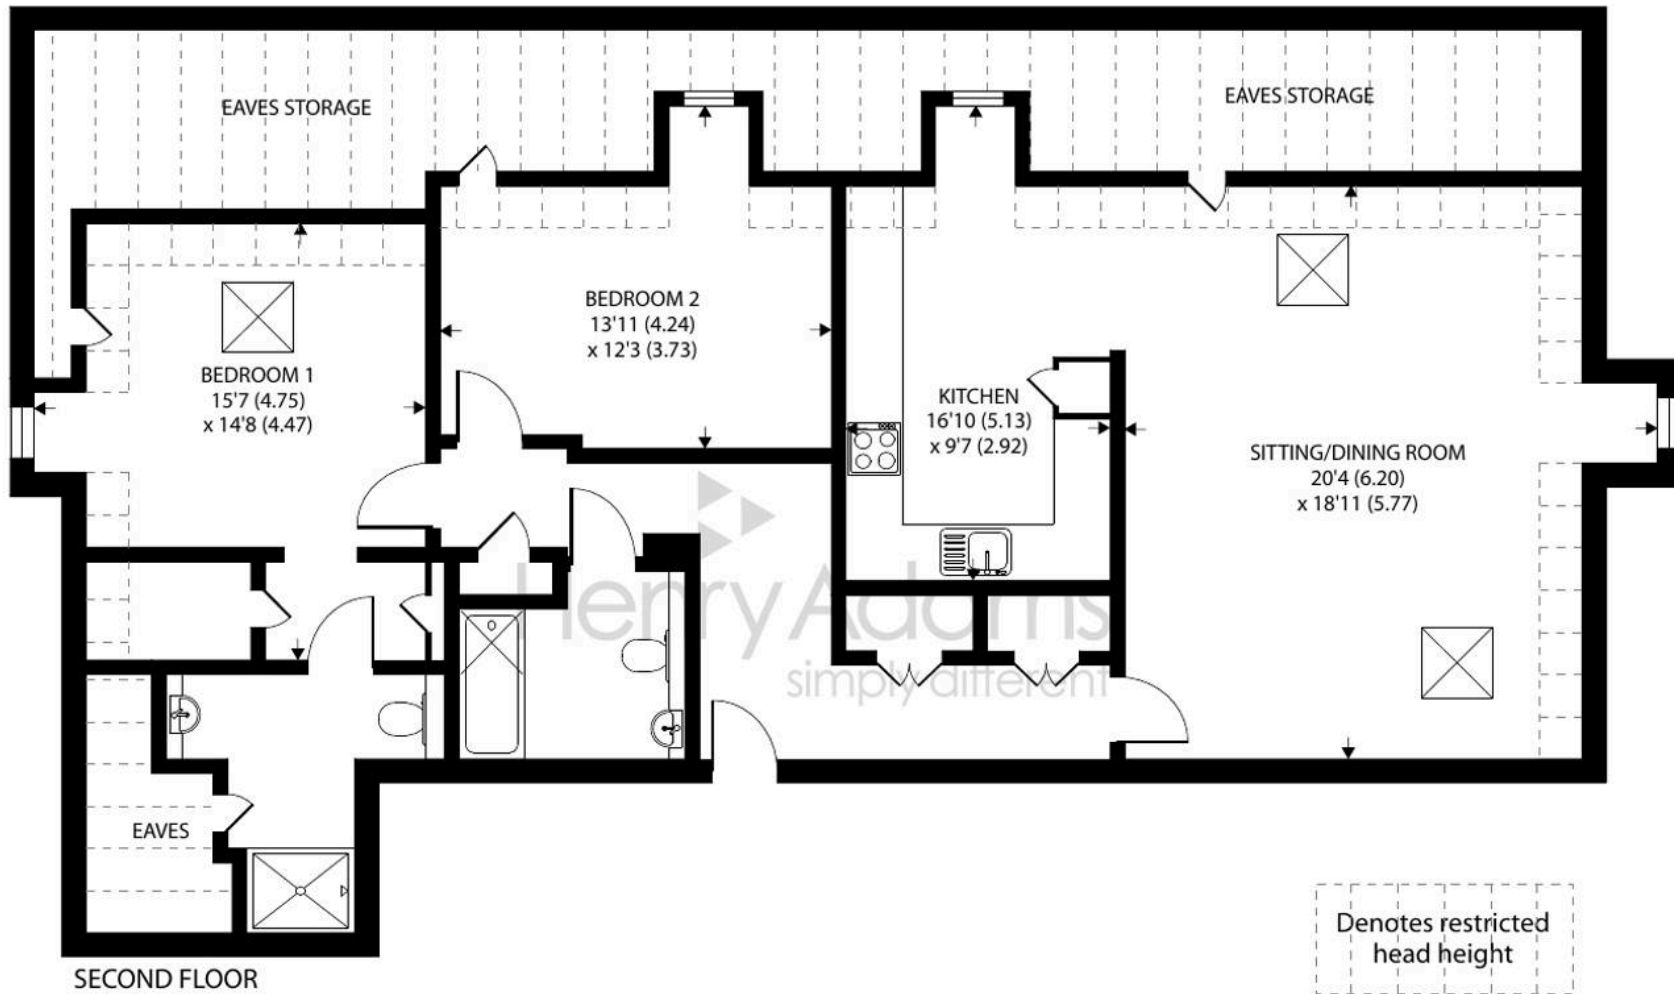 EAVES STORAGE
EAVES STORAGE
BEDROOM 1
15'7 (4.75)
x 14'8 (4.47)
BEDROOM 2
13'11 (4.24)
x 12'3 (3.73)
KITCHEN
16'10 (5.13)
x 9'7 (2.92)
SITTING/DINING ROOM
20'4 (6.20)
x 18'11 (5.77)
HenryAdams
simply different
EAVES
SECOND FLOOR
Denotes restricted
head height